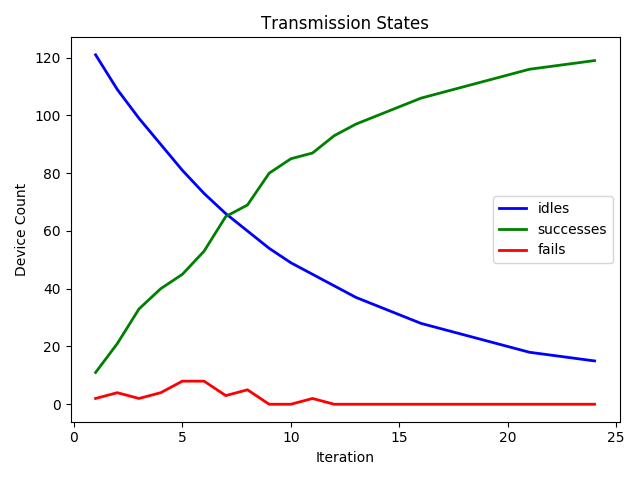 Transmission States
Device Count
120
100
80
60
40
20
0
idles
successes
fails
0 5 10 15 20 25
Iteration